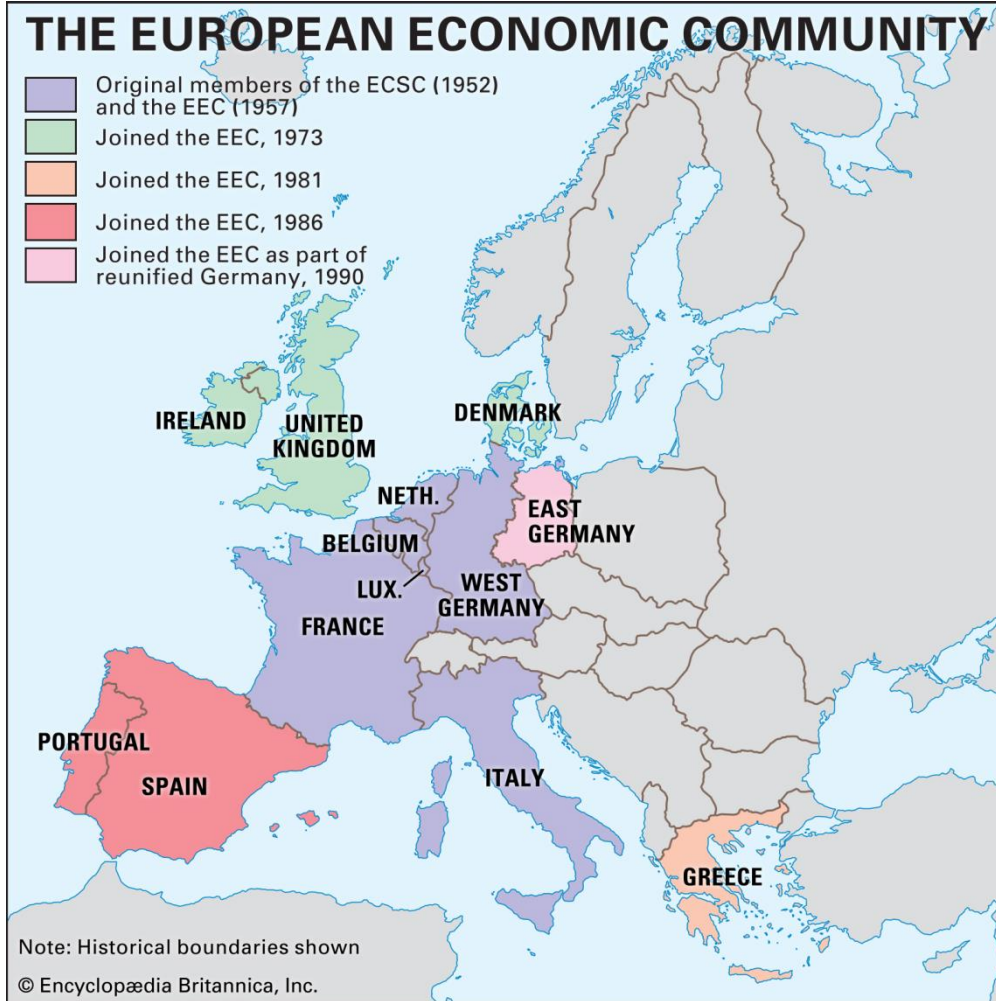 THE EUROPEAN ECONOMIC COMMUNITY
Original members of the ECSC (1952)
and the EEC (1957)
Joined the EEC, 1973
Joined the EEC, 1981
Joined the EEC, 1986
Joined the EEC as part of
reunified Germany, 1990
IRELAND
UNITED
KINGDOM
DENMARK
NETH.
EAST
GERMANY
BELGIUM
LUX.
WEST
GERMANY
FRANCE
PORTUGAL
SPAIN
ITALY
GREECE
Note: Historical boundaries shown
© Encyclopædia Britannica, Inc.